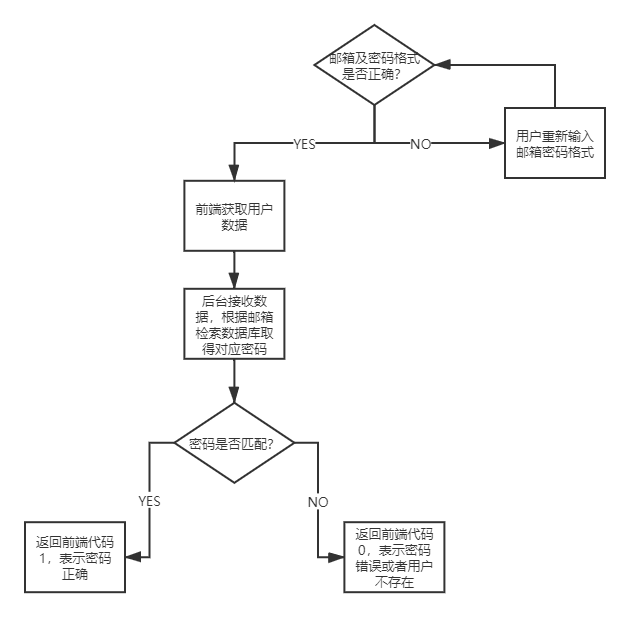 邮箱及密码格式
是否正确?
用户重新输入
邮箱密码格式
YES
NO
前端获取用户
数据
后台接收数
据，根据邮箱
检索数据库取
得对应密码
密码是否匹配?
YES
NO
返回前端代码
1，表示密码
正确
返回前端代码
0，表示密码
错误或者用户
不存在